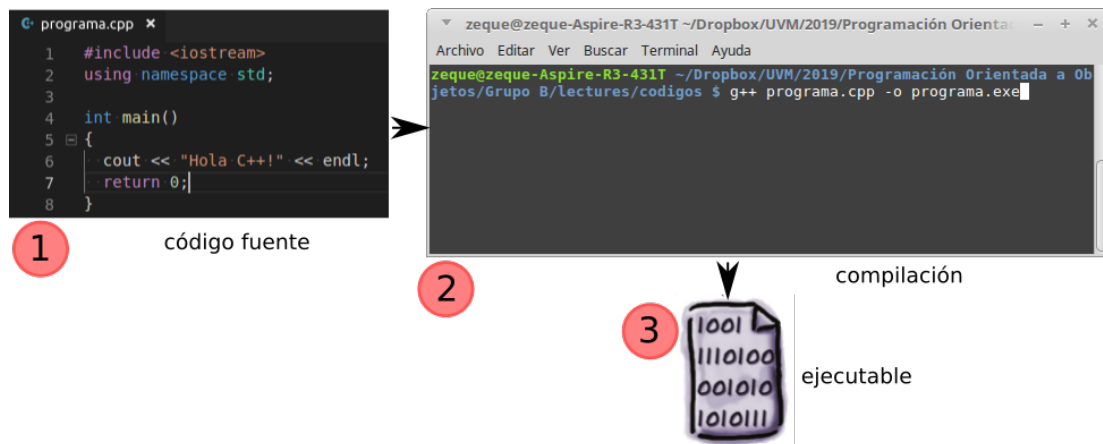 programa.cpp ×
1 #include <iostream>
2 using namespace std;
3
4 int main()
5 {
6 cout << "Hola C++!" << endl;
7 return 0;
8 }
1
código fuente
zeque@zeque-Aspire-R3-431T ~/Dropbox/UVM/2019/Programación Orienta
Archivo Editar Ver Buscar Terminal Ayuda
zeque@zeque-Aspire-R3-431T ~/Dropbox/UVM/2019/Programación Orientada a Ob
jetos/Grupo B/lectures/codigos $ g++ programa.cpp -o programa.exe
2
compilación
3
1001
1110100
001010
1010111
ejecutable